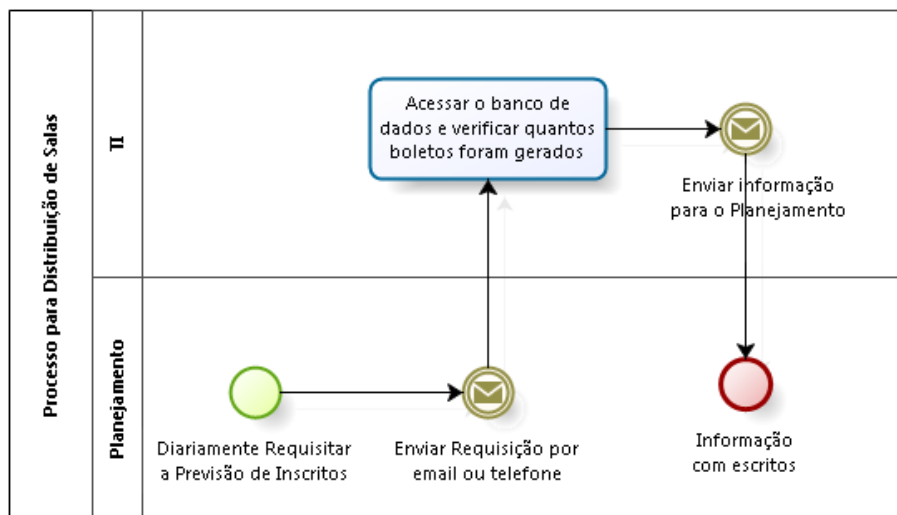 Processo para Distribuição de Salas
TI
Acessar o banco de
dados e verificar quantos
boletos foram gerados
Enviar informação
para o Planejamento
Planejamento
Diariamente Requisitar
a Previsão de Inscritos
Enviar Requisição por
email ou telefone
Informação
com escritos